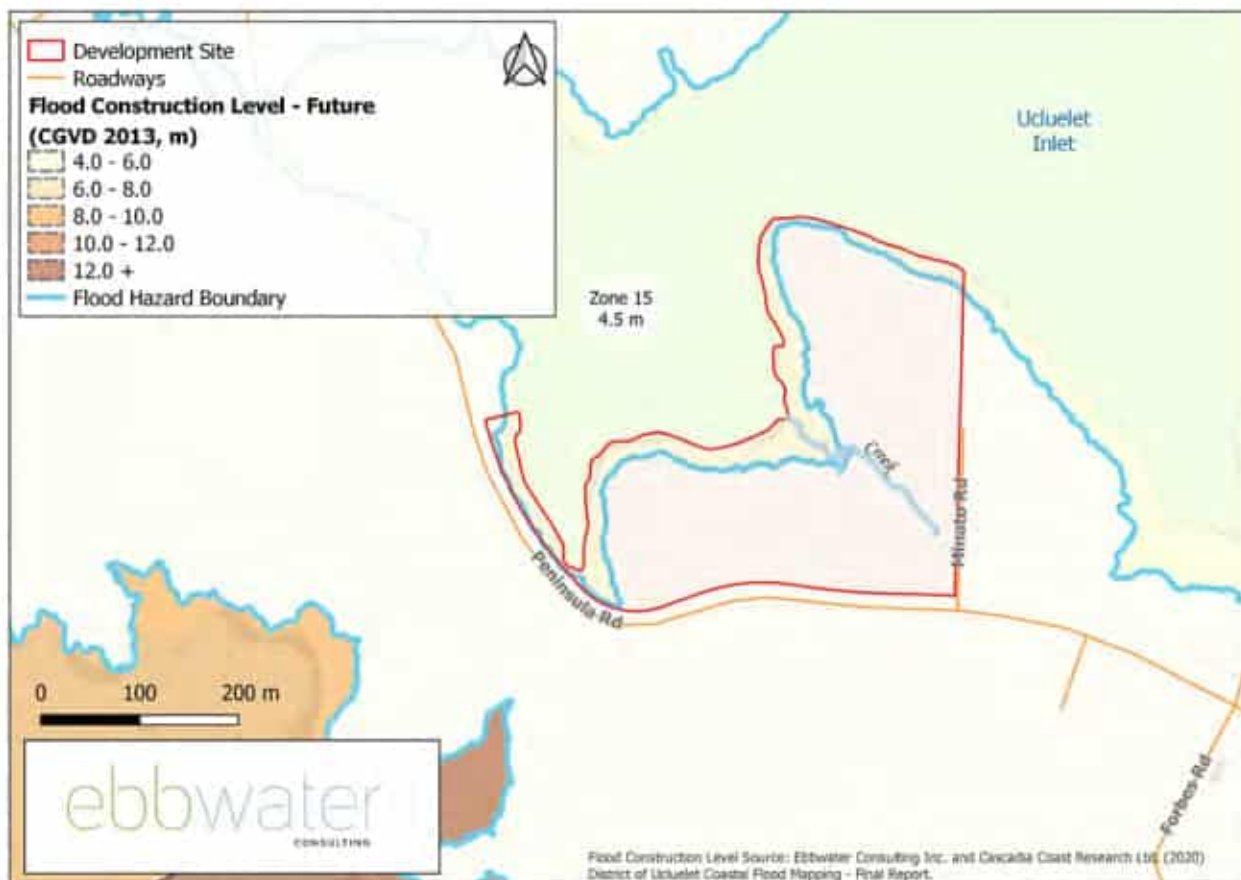 Development Site
Roadways
Flood Construction Level - Future
(CGVD 2013, m)
4.0 - 6.0
6.0 - 8.0
8.0 - 10.0
10.0 - 12.0
12.0 +
Flood Hazard Boundary
Ucluelet
Inlet
Zone 15
4.5 m
Creek
Minato Rd
Peninsula Rd
Forbes Rd
0 100 200 m
ebbwater
CONSULTING
Flood Construction Level Source: Ebbwater Consulting Inc. and Cascadia Coast Research Ltd. (2020)
District of Ucluelet Coastal Flood Mapping - Final Report.